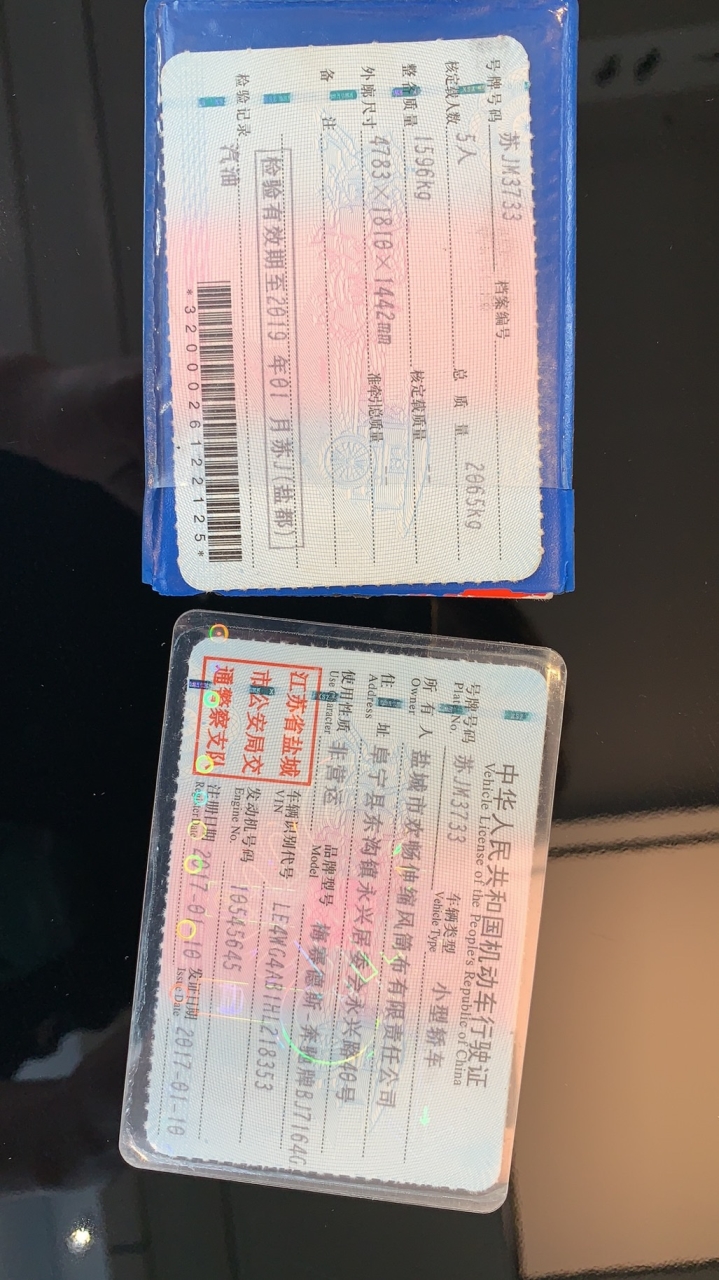 号牌号码 苏JM3733 档案编号
核定载人数 5人 总质量 2065kg
整备质量 1596kg 核定载质量 --
外廓尺寸 4783×1810×1442mm 准牵引总质量 --
备注
检验有效期至2019年01月苏J(盐都)
检验记录 汽油
*3200026122125*
中华人民共和国机动车行驶证
Vehicle License of the People's Republic of China
号牌号码 苏JM3733 车辆类型 小型轿车
Plate No. Vehicle Type
所有人 盐城市欢畅伸缩风筒布有限责任公司
Owner
住址 阜宁县东沟镇永兴居委会永兴路40号
Address
使用性质 非营运 品牌型号 梅赛德斯-奔驰牌BJ7164G
Use Character Model
江苏省盐城
市公安局交
通警察支队
车辆识别代号 LE4WG4AB1HL218353
VIN
发动机号码 10545645
Engine No.
注册日期 2017-01-10 发证日期 2017-01-10
Register Date Issue Date